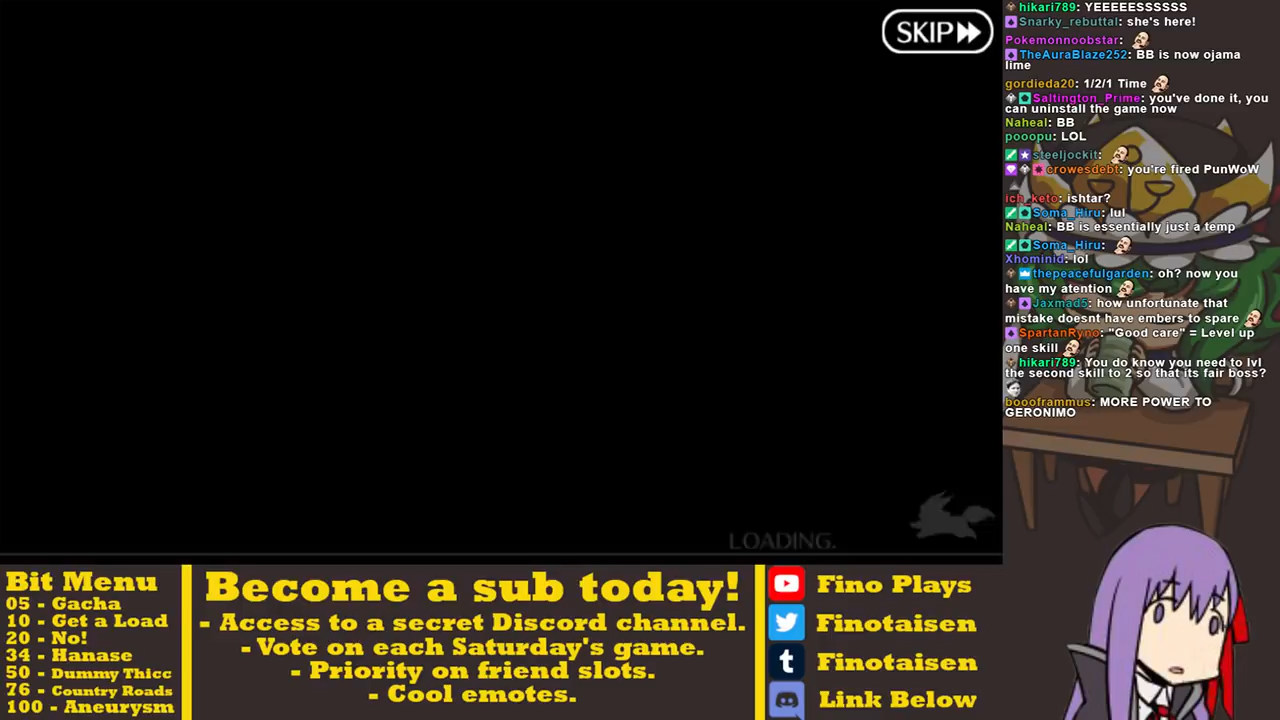 SKIP
LOADING.
hikari789: YEEEEESSSSSS
Snarky_rebuttal: she's here!
Pokemonnoobstar:
TheAuraBlaze252: BB is now ojama
lime
gordieda20: 1/2/1 Time
Saltington_Prime: you've done it, you
can uninstall the game now
Naheal: BB
pooopu: LOL
steeljockit:
crowesdebt: you're fired PunWoW
ich_keto: ishtar?
Soma_Hiru: lul
Naheal: BB is essentially just a temp
Soma_Hiru:
Xhominid: lol
thepeacefulgarden: oh? now you
have my atention
Jaxmad5: how unfortunate that
mistake doesnt have embers to spare
SpartanRyno: "Good care" = Level up
one skill
hikari789: You do know you need to lvl
the second skill to 2 so that its fair boss?
boooframmus: MORE POWER TO
GERONIMO
Bit Menu
05 - Gacha
10 - Get a Load
20 - No!
34 - Hanase
50 - Dummy Thicc
76 - Country Roads
100 - Aneurysm
Become a sub today!
- Access to a secret Discord channel.
- Vote on each Saturday's game.
- Priority on friend slots.
- Cool emotes.
Fino Plays
Finotaisen
t Finotaisen
Link Below